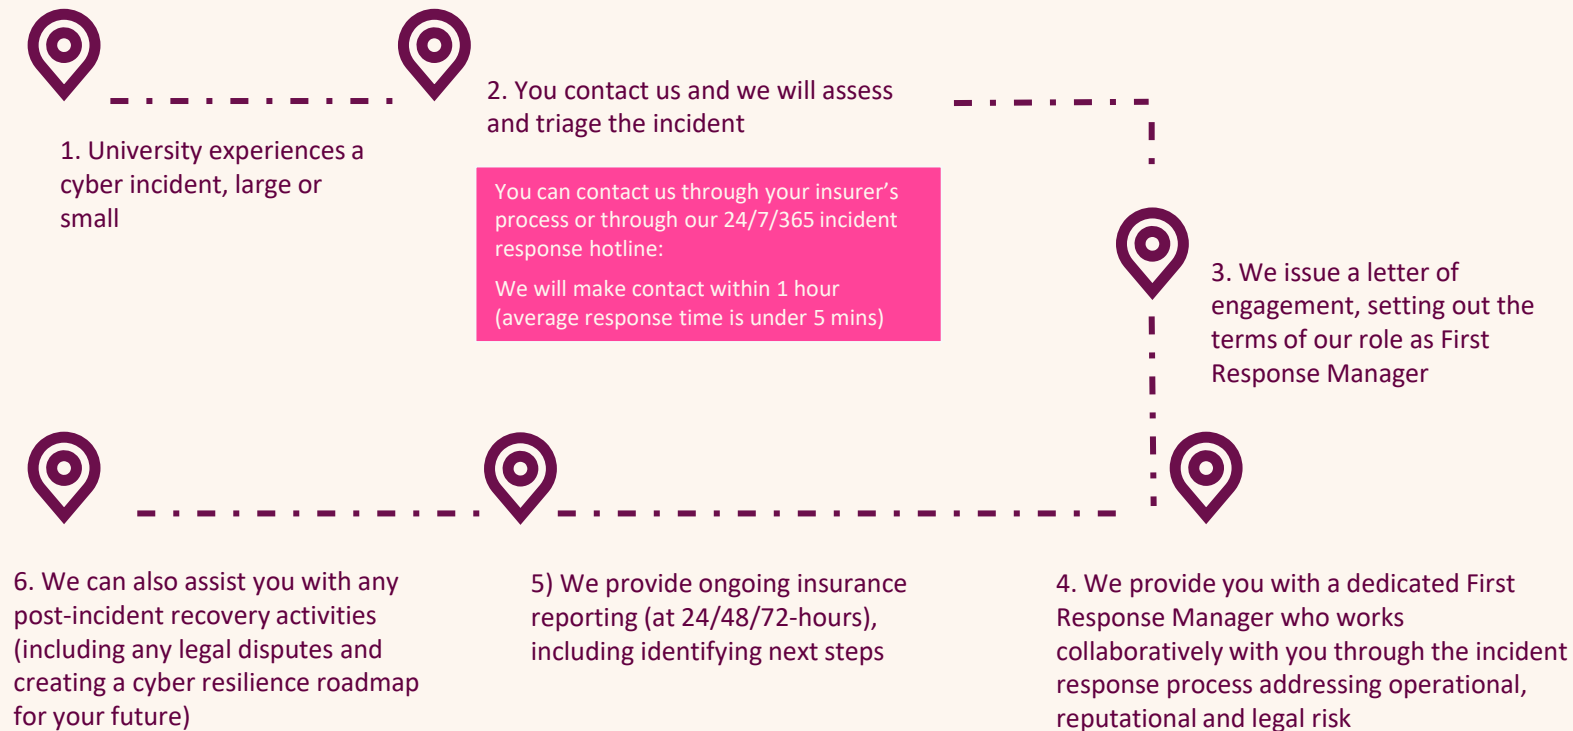 1. University experiences a
cyber incident, large or
small
2. You contact us and we will assess
and triage the incident
You can contact us through your insurer’s
process or through our 24/7/365 incident
response hotline:
We will make contact within 1 hour
(average response time is under 5 mins)
3. We issue a letter of
engagement, setting out the
terms of our role as First
Response Manager
4. We provide you with a dedicated First
Response Manager who works
collaboratively with you through the incident
response process addressing operational,
reputational and legal risk
5) We provide ongoing insurance
reporting (at 24/48/72-hours),
including identifying next steps
6. We can also assist you with any
post-incident recovery activities
(including any legal disputes and
creating a cyber resilience roadmap
for your future)